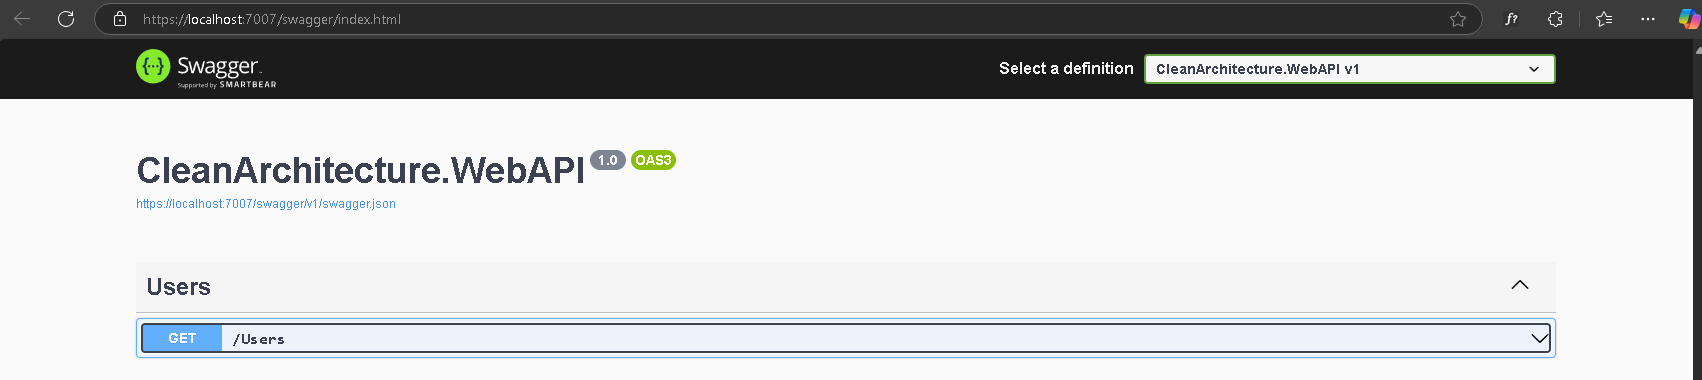 https://localhost:7007/swagger/index.html
f?
{··}
Swagger
Supported by SMARTBEAR
Select a definition
CleanArchitecture.WebAPI v1
CleanArchitecture.WebAPI 1.0 OAS3
https://localhost:7007/swagger/v1/swagger.json
Users
GET /Users